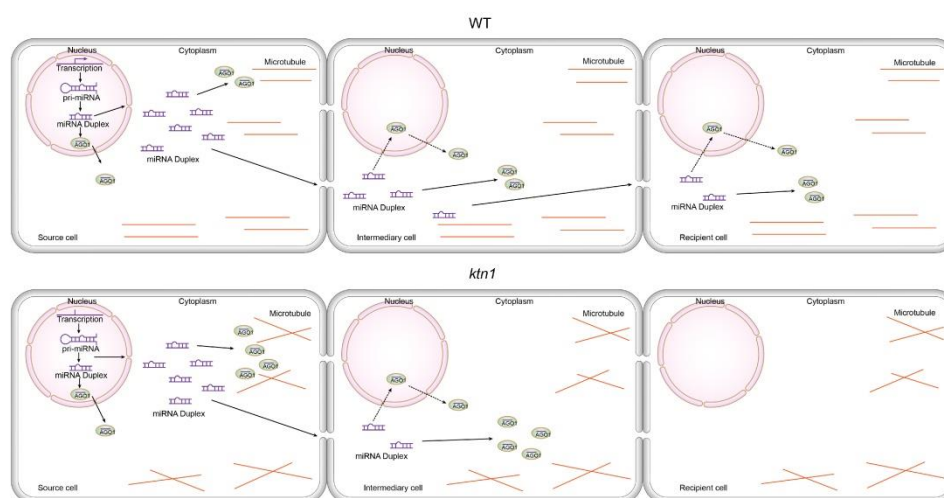 WT
Nucleus
Cytoplasm
Transcription
pri-miRNA
miRNA Duplex
AGO1
AGO1
miRNA Duplex
AGO1
AGO1
Microtubule
Source cell
Nucleus
Cytoplasm
Microtubule
AGO1
AGO1
AGO1
AGO1
miRNA Duplex
Intermediary cell
Nucleus
Cytoplasm
Microtubule
AGO1
AGO1
AGO1
AGO1
miRNA Duplex
Recipient cell
ktn1
Nucleus
Cytoplasm
Transcription
pri-miRNA
miRNA Duplex
AGO1
AGO1
miRNA Duplex
AGO1
AGO1
AGO1
AGO1
Microtubule
Source cell
Nucleus
Cytoplasm
Microtubule
AGO1
AGO1
AGO1
AGO1
AGO1
AGO1
miRNA Duplex
Intermediary cell
Nucleus
Cytoplasm
Microtubule
Recipient cell